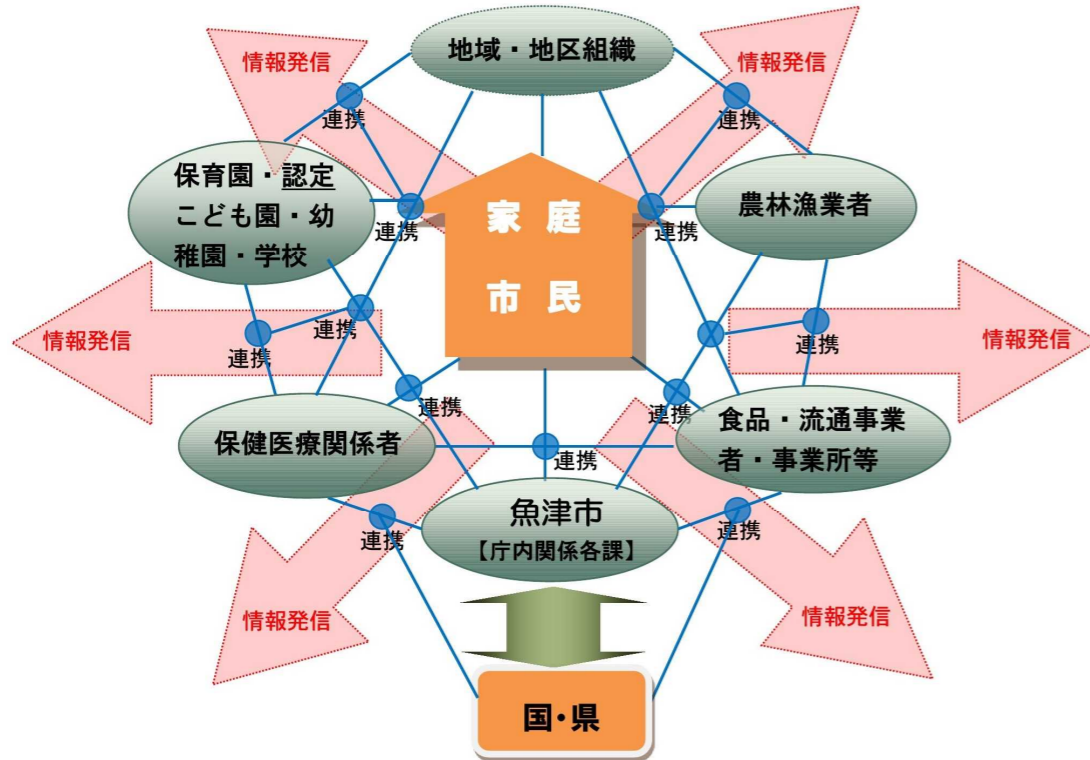 地域・地区組織
情報発信
情報発信
連携
連携
保育園・認定
こども園・幼
稚園・学校
家 庭
市 民
農林漁業者
連携
連携
情報発信
連携
連携
連携
情報発信
連携
連携
保健医療関係者
食品・流通事業
者・事業所等
連携
魚津市
【庁内関係各課】
連携
連携
情報発信
情報発信
国・県